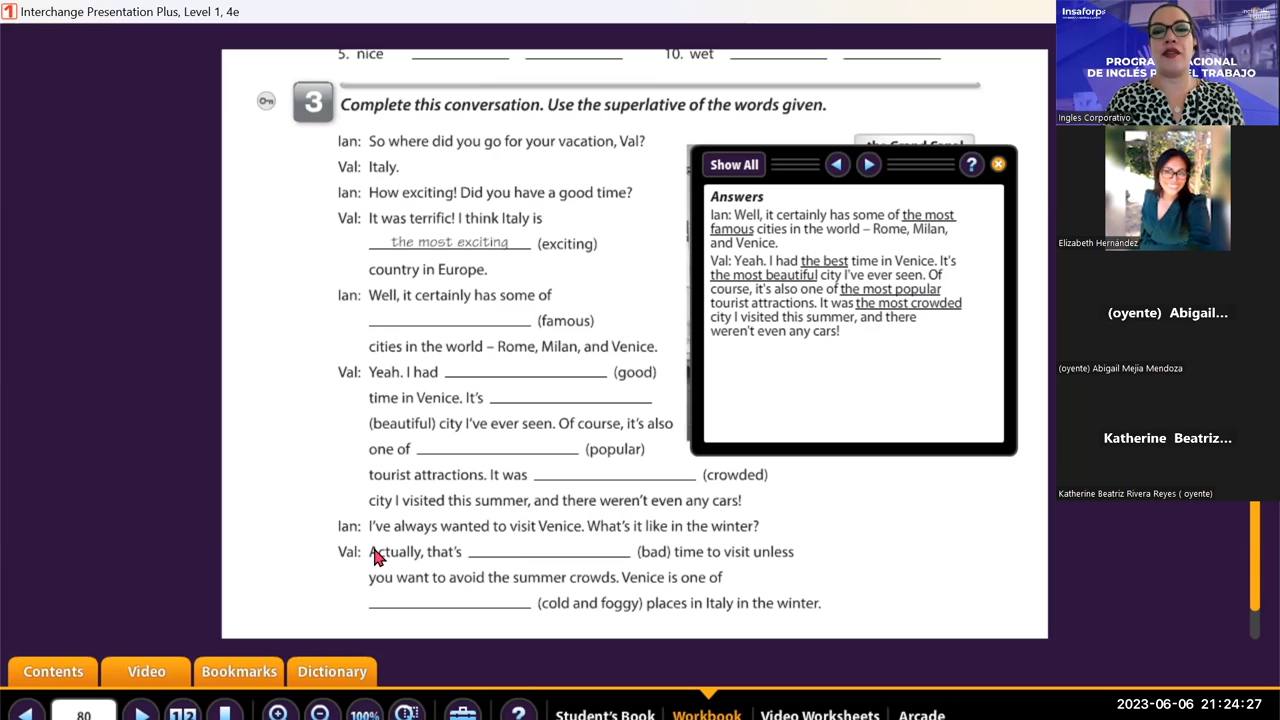 Interchange Presentation Plus, Level 1, 4e
5. nice
10. wet
3
Complete this conversation. Use the superlative of the words given.
Ian: So where did you go for your vacation, Val?
Val: Italy.
Ian: How exciting! Did you have a good time?
Val: It was terrific! I think Italy is
the most exciting (exciting)
country in Europe.
Ian: Well, it certainly has some of
(famous)
cities in the world – Rome, Milan, and Venice.
Val: Yeah. I had (good)
time in Venice. It's
(beautiful) city I've ever seen. Of course, it's also
one of (popular)
tourist attractions. It was (crowded)
city I visited this summer, and there weren't even any cars!
Ian: I've always wanted to visit Venice. What's it like in the winter?
Val: Actually, that's (bad) time to visit unless
you want to avoid the summer crowds. Venice is one of
(cold and foggy) places in Italy in the winter.
the Grand Canal
Show All
?
Answers
Ian: Well, it certainly has some of the most
famous cities in the world – Rome, Milan,
and Venice.
Val: Yeah. I had the best time in Venice. It's
the most beautiful city I've ever seen. Of
course, it's also one of the most popular
tourist attractions. It was the most crowded
city I visited this summer, and there
weren't even any cars!
Insaforp
Ingles Corporativo
Elizabeth Hernández
(oyente) Abigail...
(oyente) Abigail Mejia Mendoza
Katherine Beatriz...
Katherine Beatriz Rivera Reyes ( oyente)
Contents
Video
Bookmarks
Dictionary
80
100%
?
Student's Book
Workbook
Video Worksheets
Arcade
2023-06-06 21:24:27